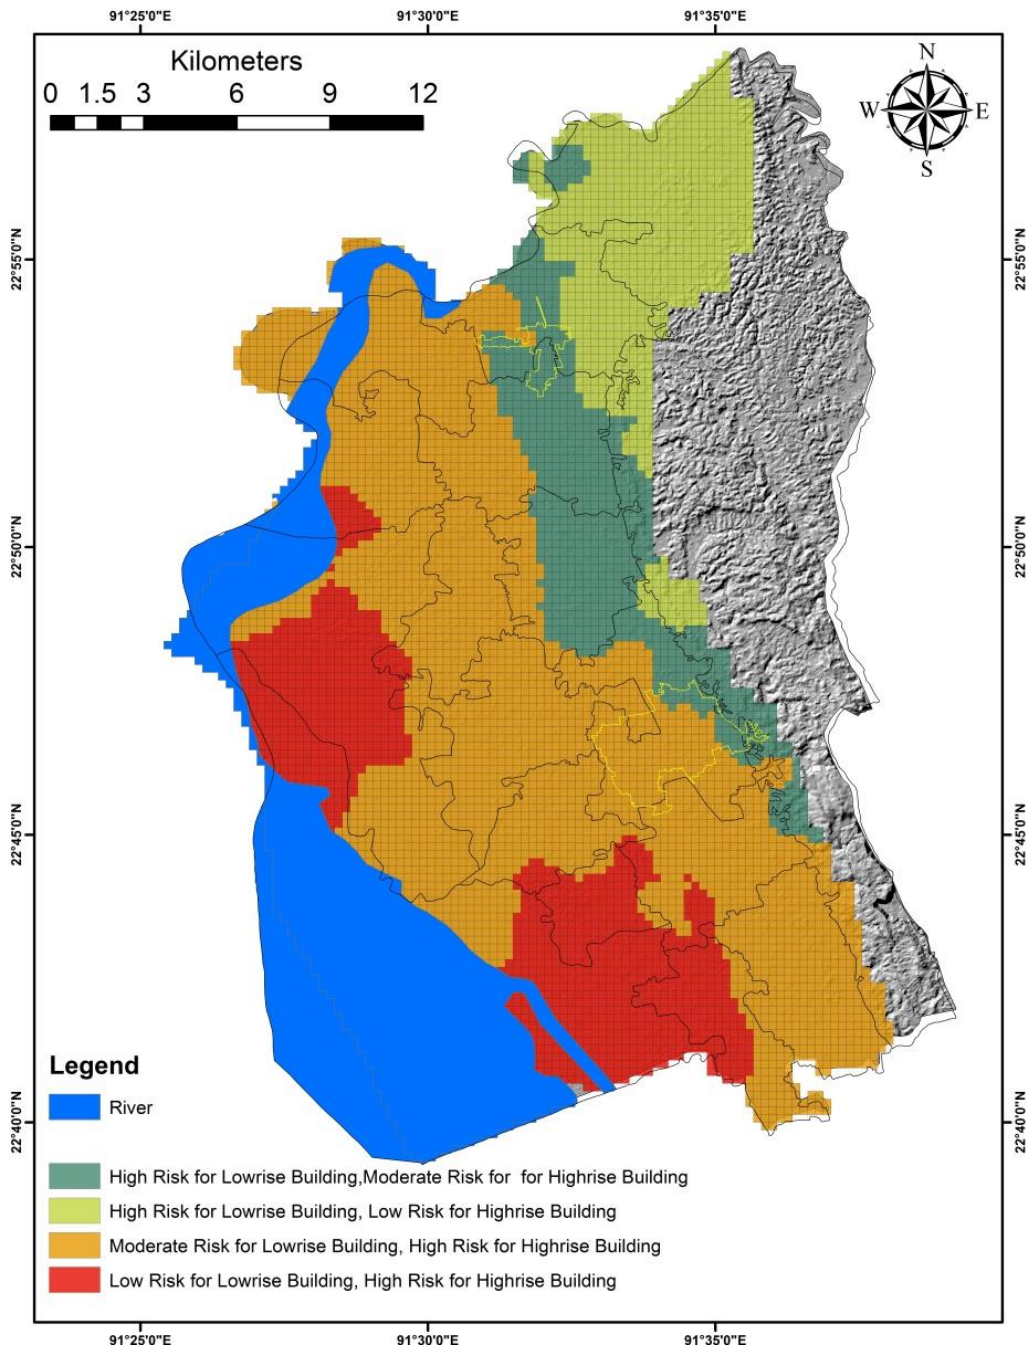 91°25'0"E 91°30'0"E 91°35'0"E
Kilometers
0 1.5 3 6 9 12
N
W E
S
22°55'0"N 22°55'0"N
22°50'0"N 22°50'0"N
22°45'0"N 22°45'0"N
22°40'0"N 22°40'0"N
Legend
River
High Risk for Lowrise Building,Moderate Risk for for Highrise Building
High Risk for Lowrise Building, Low Risk for Highrise Building
Moderate Risk for Lowrise Building, High Risk for Highrise Building
Low Risk for Lowrise Building, High Risk for Highrise Building
91°25'0"E 91°30'0"E 91°35'0"E